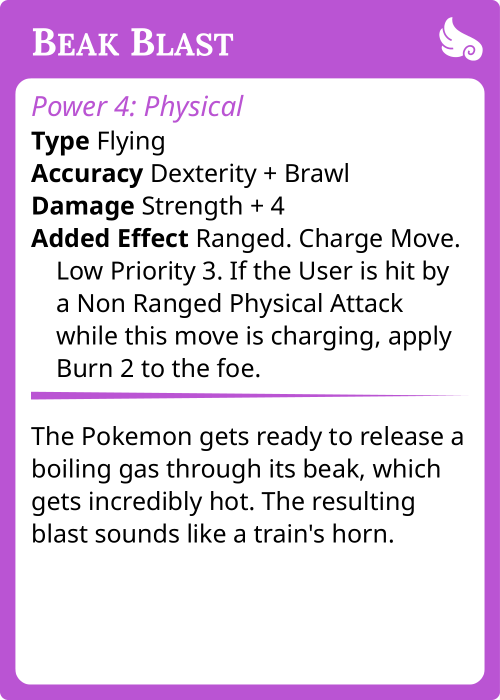 Beak Blast
Power 4: Physical
Type Flying
Accuracy Dexterity + Brawl
Damage Strength + 4
Added Effect Ranged. Charge Move.
Low Priority 3. If the User is hit by
a Non Ranged Physical Attack
while this move is charging, apply
Burn 2 to the foe.
The Pokemon gets ready to release a
boiling gas through its beak, which
gets incredibly hot. The resulting
blast sounds like a train's horn.